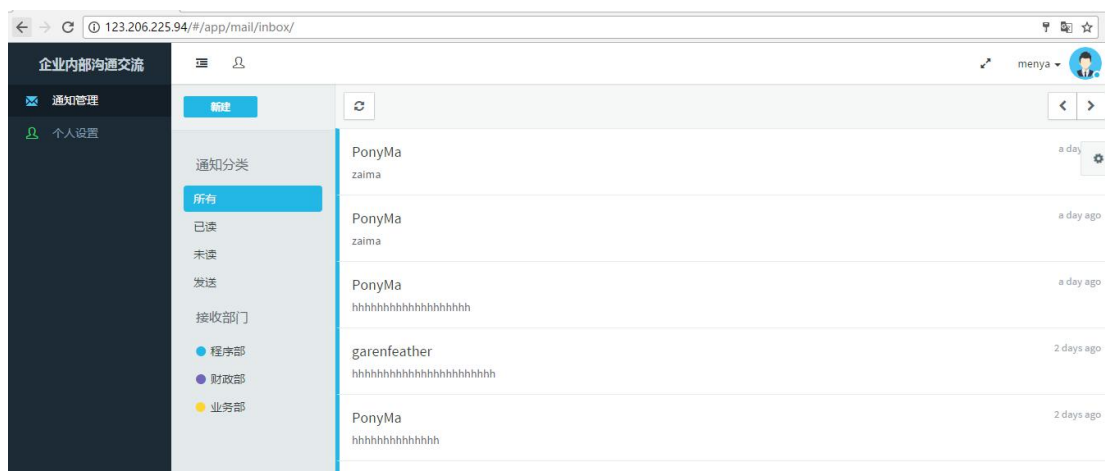 123.206.225.94/#/app/mail/inbox/
企业内部沟通交流
menya
通知管理
个人设置
新建
通知分类
所有
已读
未读
发送
接收部门
程序部
财政部
业务部
PonyMa
a day
zaima
PonyMa
a day ago
zaima
PonyMa
a day ago
hhhhhhhhhhhhhhhhhhh
garenfeather
2 days ago
hhhhhhhhhhhhhhhhhhhhhhh
PonyMa
2 days ago
hhhhhhhhhhhhhh